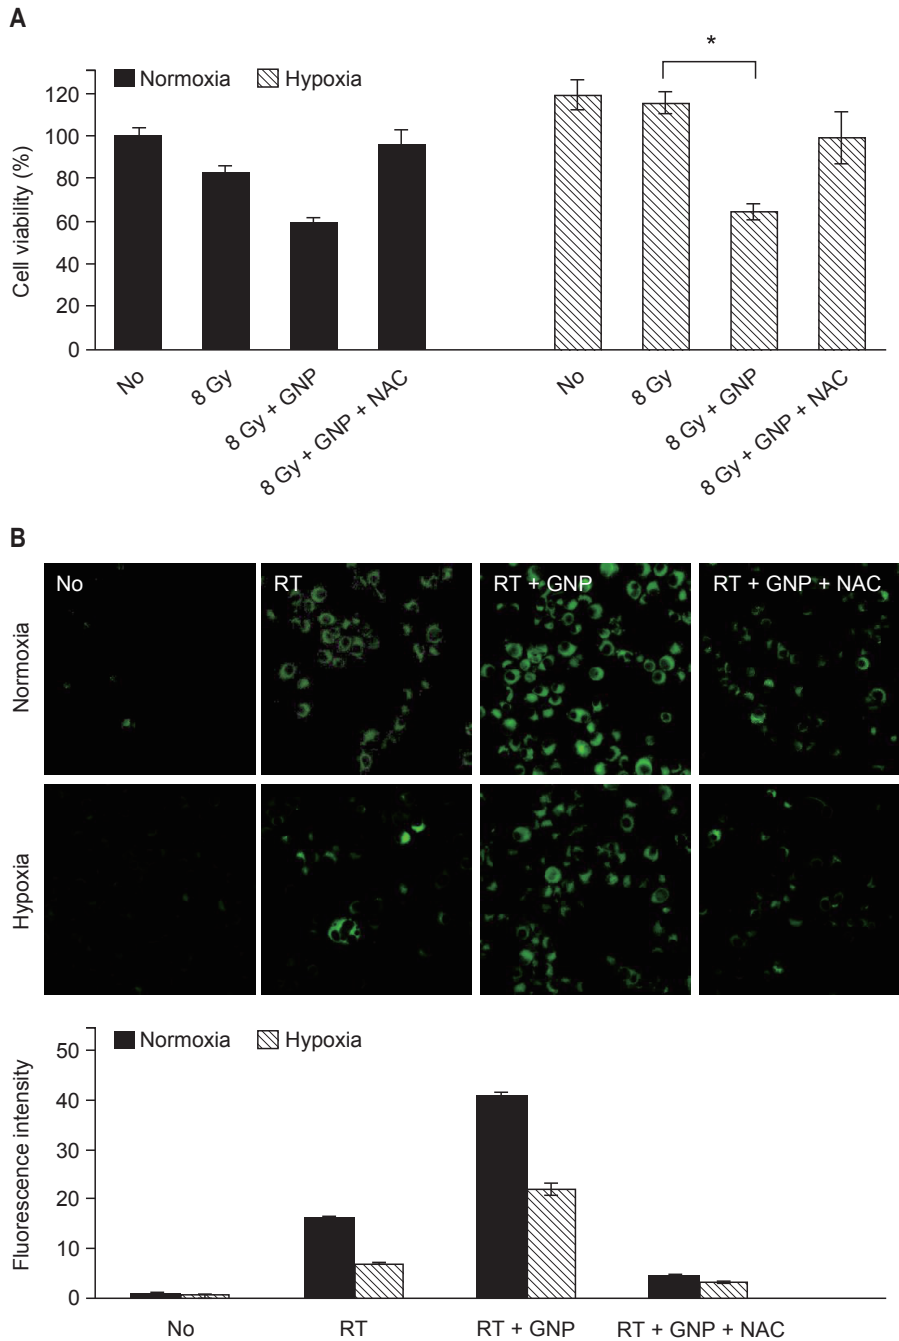 A
Normoxia Hypoxia
*
Cell viability (%)
120
100
80
60
40
20
0
No
8 Gy
8 Gy + GNP
8 Gy + GNP + NAC
No
8 Gy
8 Gy + GNP
8 Gy + GNP + NAC
B
No RT RT + GNP RT + GNP + NAC
Normoxia
Hypoxia
Normoxia Hypoxia
Fluorescence intensity
50
40
30
20
10
0
No RT RT + GNP RT + GNP + NAC